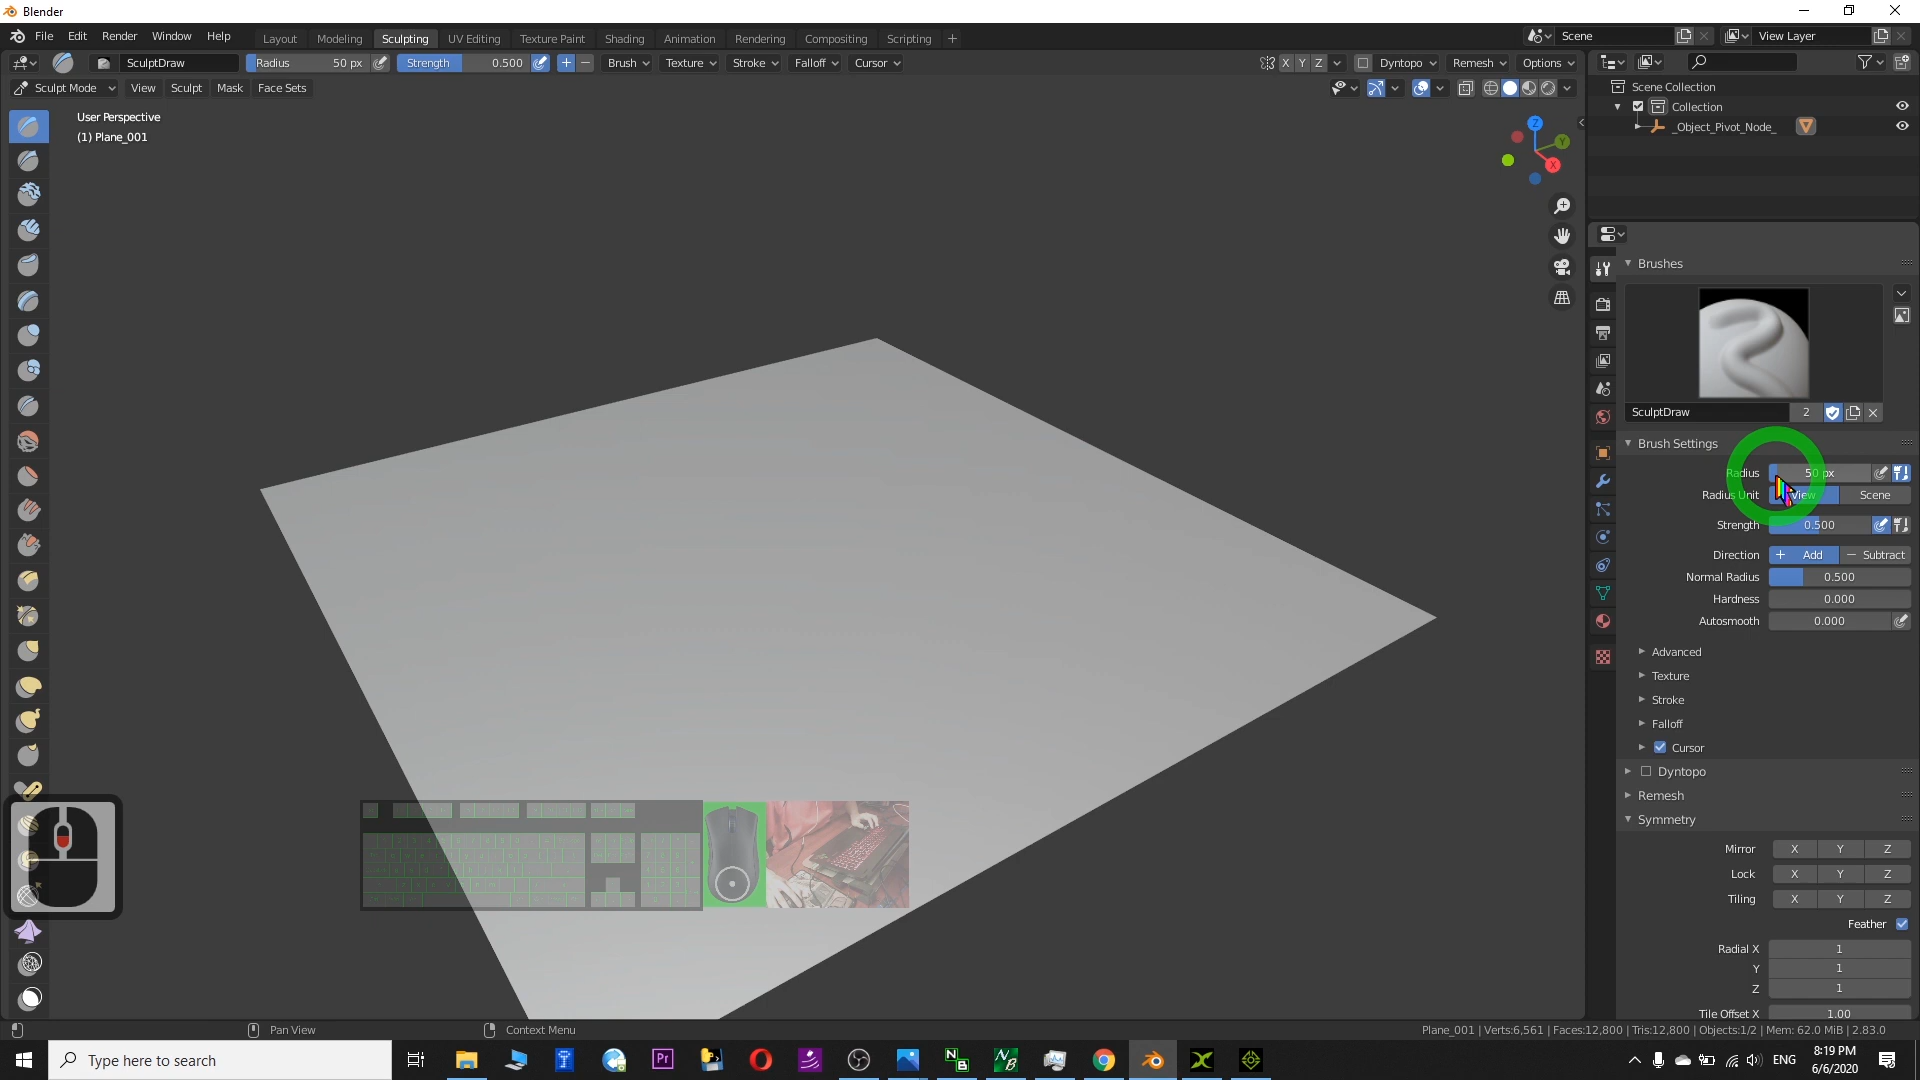 Blender
File Edit Render Window Help Layout Modeling Sculpting UV Editing Texture Paint Shading Animation Rendering Compositing Scripting + Scene View Layer
SculptDraw Radius 50 px Strength 0.500 + − Brush Texture Stroke Falloff Cursor X Y Z Dyntopo Remesh Options
Sculpt Mode View Sculpt Mask Face Sets
User Perspective
(1) Plane_001
Z
Y
X
Scene Collection
Collection
_Object_Pivot_Node_
Brushes
SculptDraw 2
Brush Settings
Radius 50 px
Radius Unit View Scene
Strength 0.500
Direction + Add − Subtract
Normal Radius 0.500
Hardness 0.000
Autosmooth 0.000
Advanced
Texture
Stroke
Falloff
Cursor
Dyntopo
Remesh
Symmetry
Mirror X Y Z
Lock X Y Z
Tiling X Y Z
Feather
Radial X 1
Y 1
Z 1
Tile Offset X 1.00
Pan View Context Menu Plane_001 | Verts:6,561 | Faces:12,800 | Tris:12,800 | Objects:1/2 | Mem: 62.0 MiB | 2.83.0
Type here to search Pr N B N B ENG 8:19 PM
6/6/2020